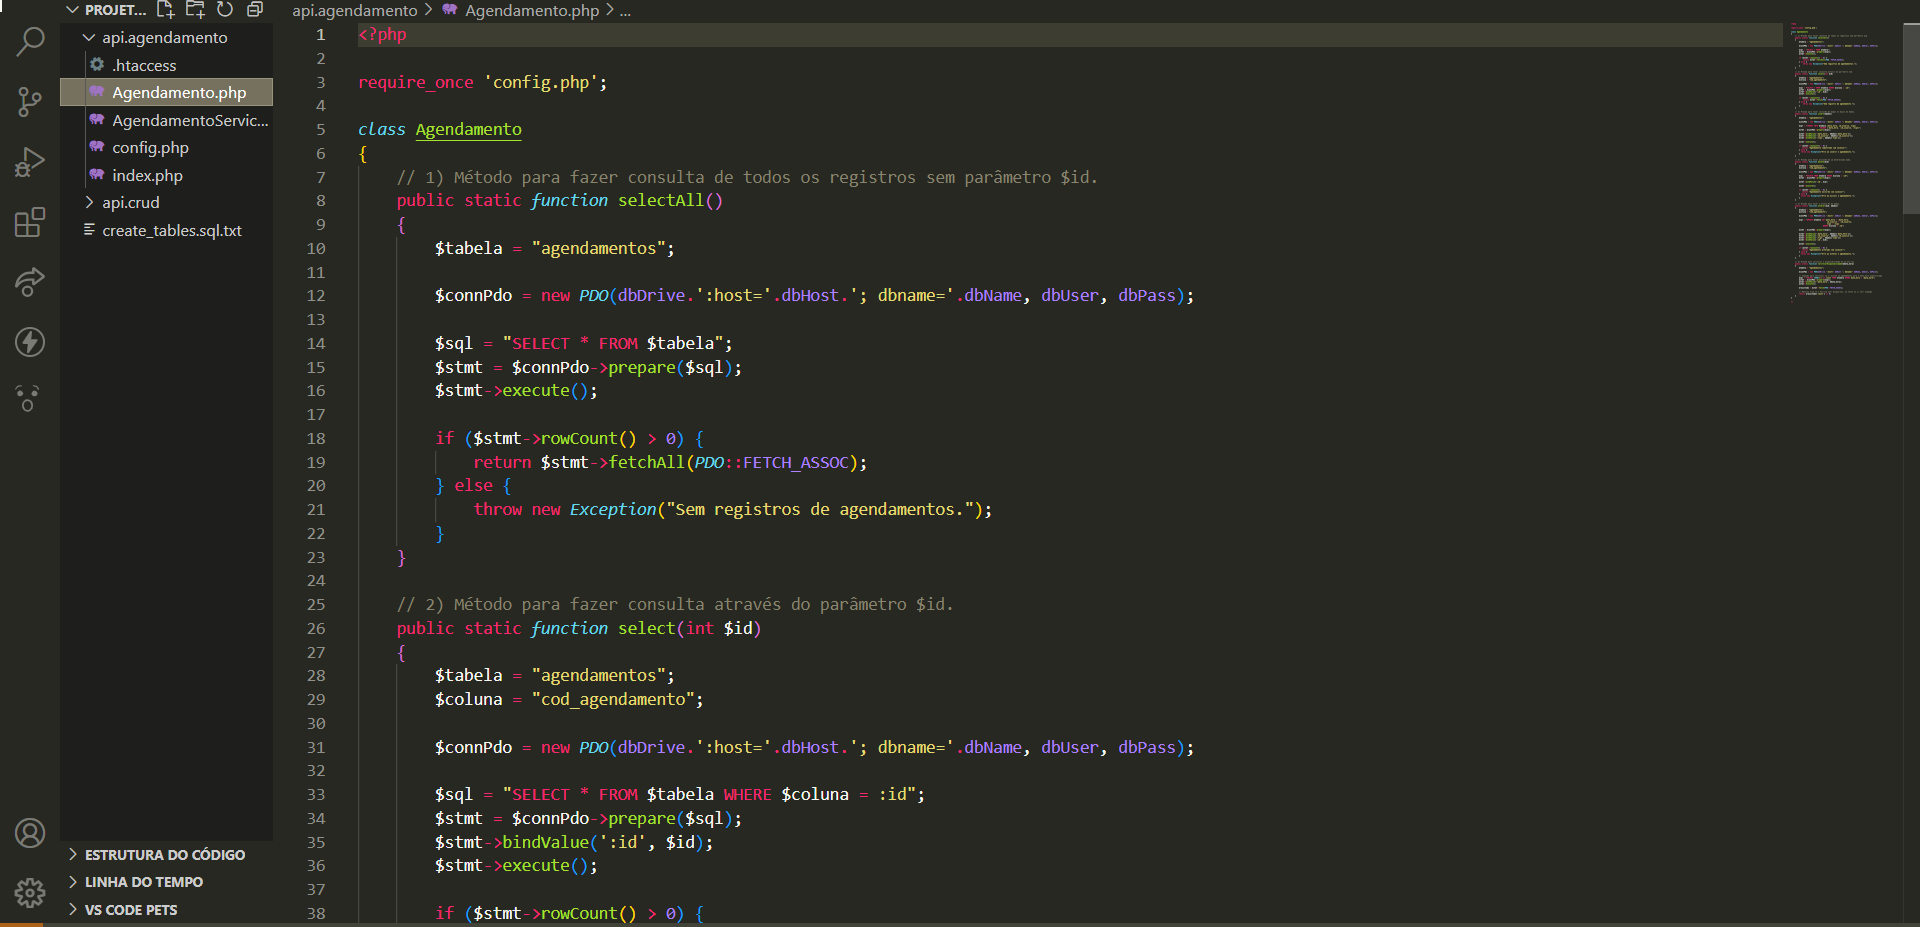 PROJET...
api.agendamento
.htaccess
Agendamento.php
AgendamentoServic...
config.php
index.php
api.crud
create_tables.sql.txt
ESTRUTURA DO CÓDIGO
LINHA DO TEMPO
VS CODE PETS
api.agendamento > Agendamento.php > ...
1 <?php
2
3 require_once 'config.php';
4
5 class Agendamento
6 {
7     // 1) Método para fazer consulta de todos os registros sem parâmetro $id.
8     public static function selectAll()
9     {
10         $tabela = "agendamentos";
11
12         $connPdo = new PDO(dbDrive.':host='.dbHost.'; dbname='.dbName, dbUser, dbPass);
13
14         $sql = "SELECT * FROM $tabela";
15         $stmt = $connPdo->prepare($sql);
16         $stmt->execute();
17
18         if ($stmt->rowCount() > 0) {
19             return $stmt->fetchAll(PDO::FETCH_ASSOC);
20         } else {
21             throw new Exception("Sem registros de agendamentos.");
22         }
23     }
24
25     // 2) Método para fazer consulta através do parâmetro $id.
26     public static function select(int $id)
27     {
28         $tabela = "agendamentos";
29         $coluna = "cod_agendamento";
30
31         $connPdo = new PDO(dbDrive.':host='.dbHost.'; dbname='.dbName, dbUser, dbPass);
32
33         $sql = "SELECT * FROM $tabela WHERE $coluna = :id";
34         $stmt = $connPdo->prepare($sql);
35         $stmt->bindValue(':id', $id);
36         $stmt->execute();
37
38         if ($stmt->rowCount() > 0) {